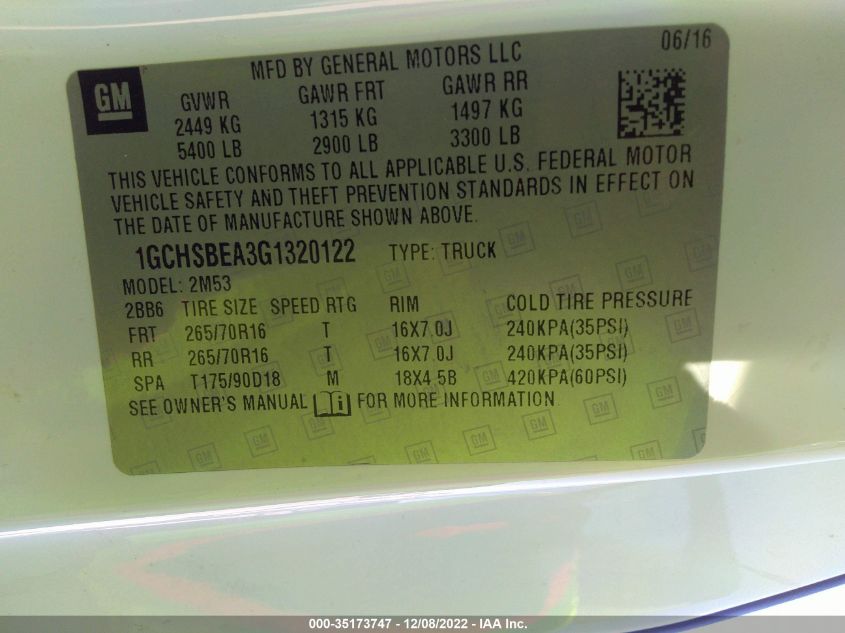 06/16
GM
MFD BY GENERAL MOTORS LLC
GVWR GAWR FRT GAWR RR
2449 KG 1315 KG 1497 KG
5400 LB 2900 LB 3300 LB
THIS VEHICLE CONFORMS TO ALL APPLICABLE U.S. FEDERAL MOTOR
VEHICLE SAFETY AND THEFT PREVENTION STANDARDS IN EFFECT ON
THE DATE OF MANUFACTURE SHOWN ABOVE.
1GCHSBEA3G1320122 TYPE: TRUCK
MODEL: 2M53
2BB6 TIRE SIZE SPEED RTG RIM COLD TIRE PRESSURE
FRT 265/70R16 T 16X7.0J 240KPA(35PSI)
RR 265/70R16 T 16X7.0J 240KPA(35PSI)
SPA T175/90D18 M 18X4.5B 420KPA(60PSI)
SEE OWNER'S MANUAL FOR MORE INFORMATION
000-35173747 - 12/08/2022 - IAA Inc.